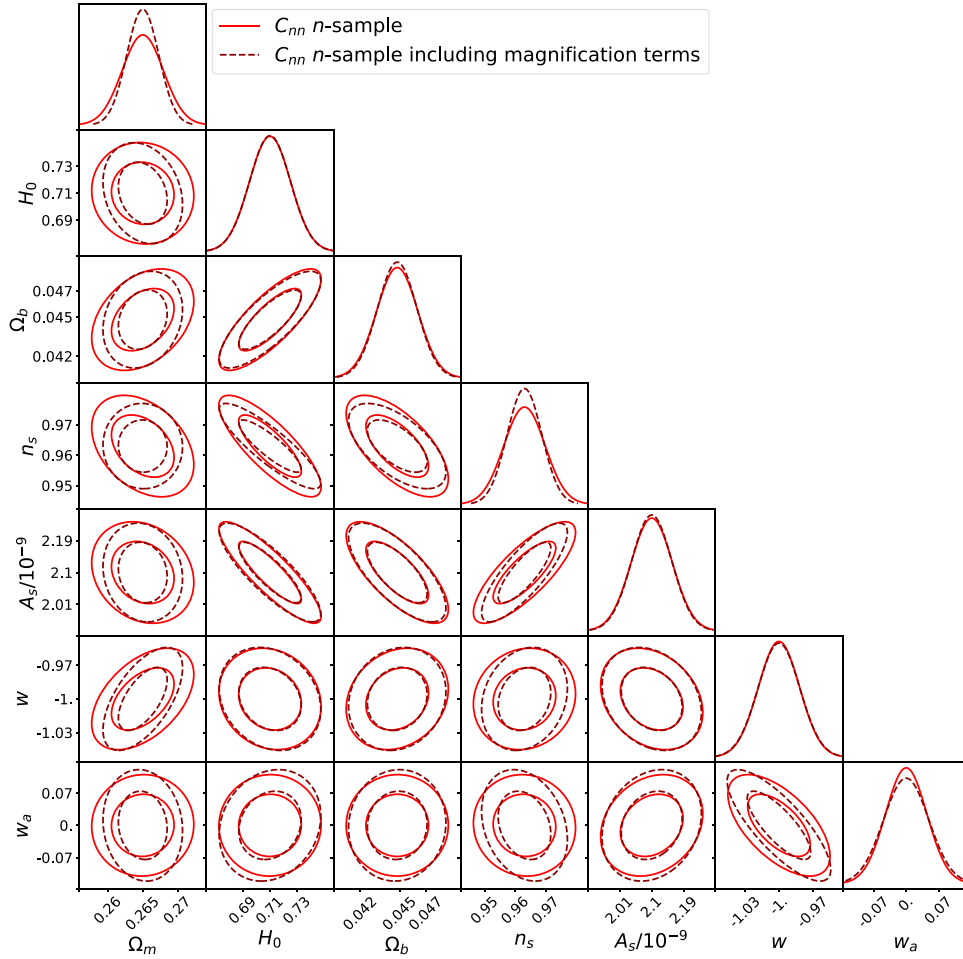 C_nn n-sample
C_nn n-sample including magnification terms
H_0
0.73
0.71
0.69
Ω_b
0.047
0.045
0.042
n_s
0.97
0.96
0.95
A_s/10^-9
2.19
2.1
2.01
w
-0.97
-1.
-1.03
w_a
0.07
0.
-0.07
0.26 0.265 0.27 0.69 0.71 0.73 0.042 0.045 0.047 0.95 0.96 0.97 2.01 2.1 2.19 -1.03 -1. -0.97 -0.07 0. 0.07
Ω_m H_0 Ω_b n_s A_s/10^-9 w w_a